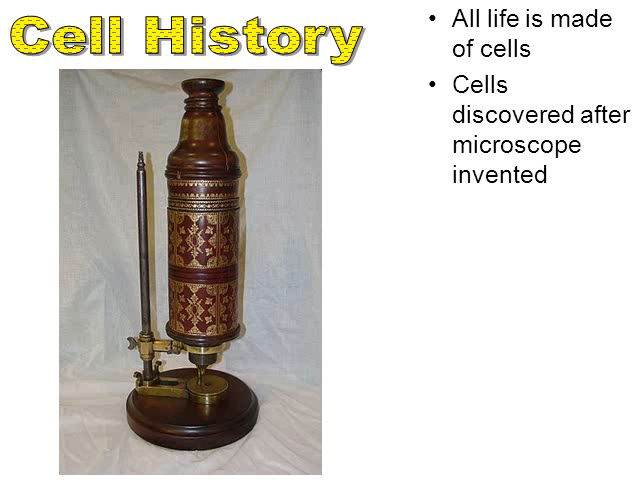 Cell History
• All life is made
of cells
• Cells
discovered after
microscope
invented